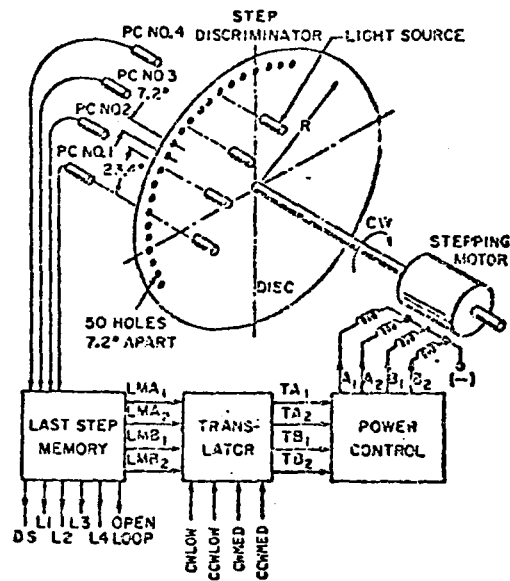 STEP
DISCRIMINATOR
LIGHT SOURCE
PC NO.4
PC NO.3
7.2°
PC NO.2
PC NO.1
23.4°
R
CW
STEPPING
MOTOR
DISC
50 HOLES
7.2° APART
A1 A2 B1 B2 (-)
LAST STEP
MEMORY
LMA1
LMA2
LMB1
LMB2
TRANS-
LATOR
TA1
TA2
TB1
TB2
POWER
CONTROL
DS L1 L2 L3 L4 OPEN
LOOP
CWLOW
CCWLOW
CWMED
CCWMED